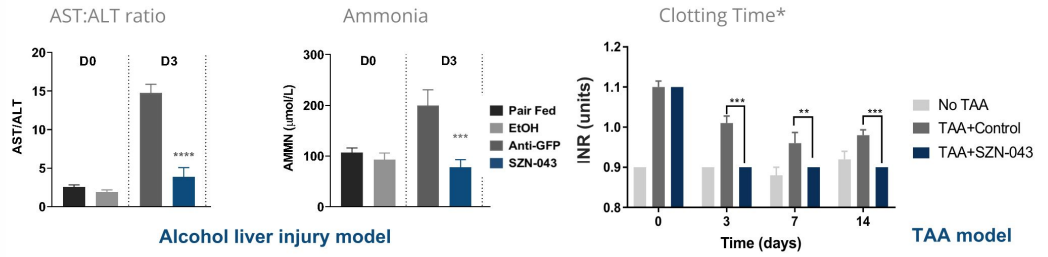 AST:ALT ratio
Ammonia
Clotting Time*
AST/ALT
20
15
10
5
0
D0
D3
****
AMMN (µmol/L)
300
200
100
0
D0
D3
***
Pair Fed
EtOH
Anti-GFP
SZN-043
INR (units)
1.2
1.1
1.0
0.9
0.8
***
**
***
0
3
7
14
Time (days)
No TAA
TAA+Control
TAA+SZN-043
Alcohol liver injury model
TAA model